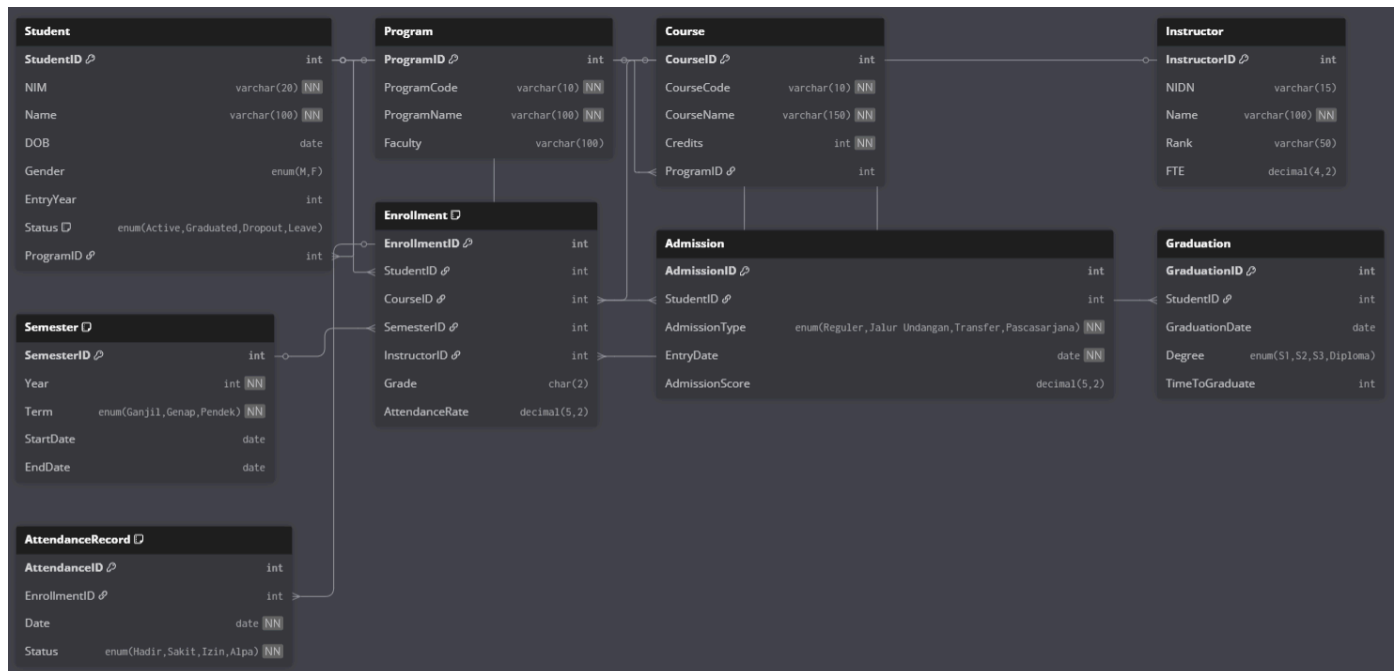 Student
StudentID int
NIM varchar(20) NN
Name varchar(100) NN
DOB date
Gender enum(M,F)
EntryYear int
Status enum(Active,Graduated,Dropout,Leave)
ProgramID int
Program
ProgramID int
ProgramCode varchar(10) NN
ProgramName varchar(100) NN
Faculty varchar(100)
Course
CourseID int
CourseCode varchar(10) NN
CourseName varchar(150) NN
Credits int NN
ProgramID int
Instructor
InstructorID int
NIDN varchar(15)
Name varchar(100) NN
Rank varchar(50)
FTE decimal(4,2)
Enrollment
EnrollmentID int
StudentID int
CourseID int
SemesterID int
InstructorID int
Grade char(2)
AttendanceRate decimal(5,2)
Admission
AdmissionID int
StudentID int
AdmissionType enum(Reguler,Jalur Undangan,Transfer,Pascasarjana) NN
EntryDate date NN
AdmissionScore decimal(5,2)
Graduation
GraduationID int
StudentID int
GraduationDate date
Degree enum(S1,S2,S3,Diploma)
TimeToGraduate int
Semester
SemesterID int
Year int NN
Term enum(Ganjil,Genap,Pendek) NN
StartDate date
EndDate date
AttendanceRecord
AttendanceID int
EnrollmentID int
Date date NN
Status enum(Hadir,Sakit,Izin,Alpa) NN